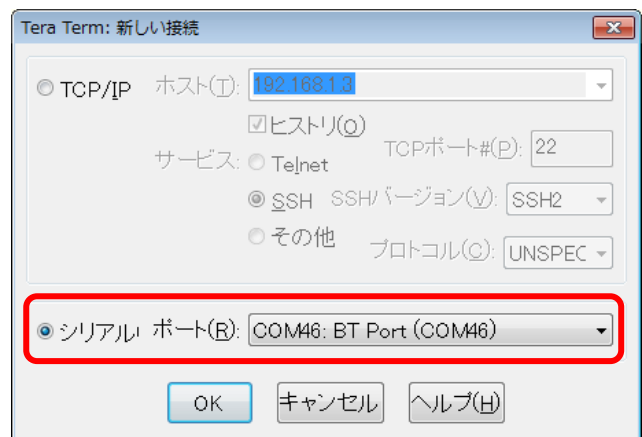 Tera Term: 新しい接続
TCP/IP ホスト(T): 192.168.1.3
ヒストリ(O)
サービス: Telnet TCPポート#(P): 22
SSH SSHバージョン(V): SSH2
その他 プロトコル(C): UNSPEC
シリアル ポート(R): COM46: BT Port (COM46)
OK キャンセル ヘルプ(H)